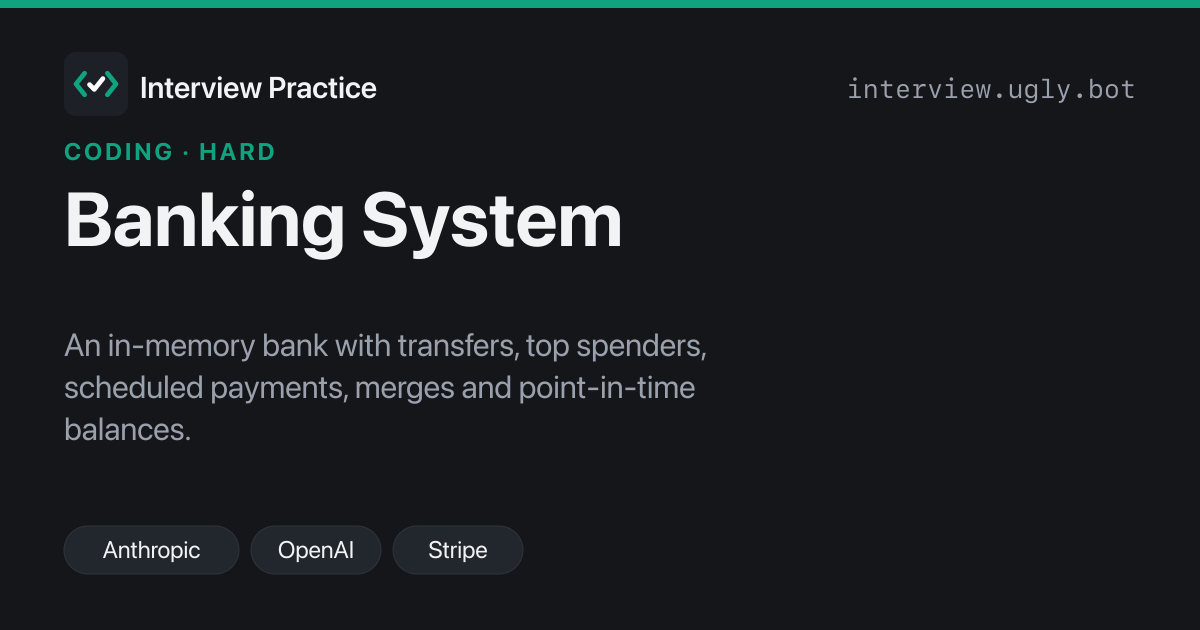 Interview Practice
interview.ugly.bot
CODING · HARD
Banking System
An in-memory bank with transfers, top spenders,
scheduled payments, merges and point-in-time
balances.
Anthropic
OpenAI
Stripe